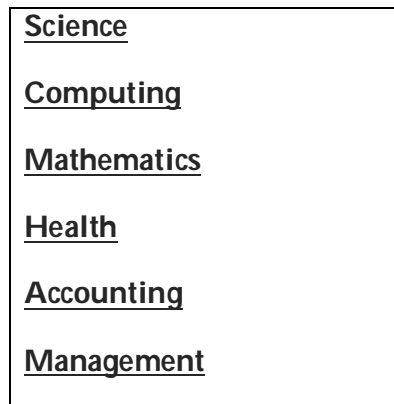 Science
Computing
Mathematics
Health
Accounting
Management